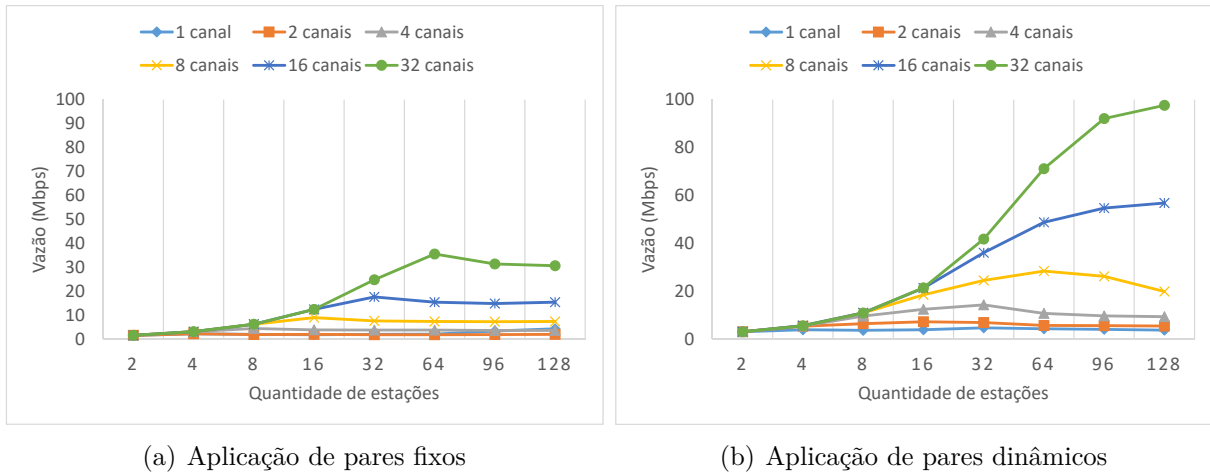 1 canal 2 canais 4 canais
8 canais 16 canais 32 canais
100
90
80
70
60
50
40
30
20
10
0
Vazão (Mbps)
2 4 8 16 32 64 96 128
Quantidade de estações
(a) Aplicação de pares fixos
1 canal 2 canais 4 canais
8 canais 16 canais 32 canais
100
80
60
40
20
0
Vazão (Mbps)
2 4 8 16 32 64 96 128
Quantidade de estações
(b) Aplicação de pares dinâmicos